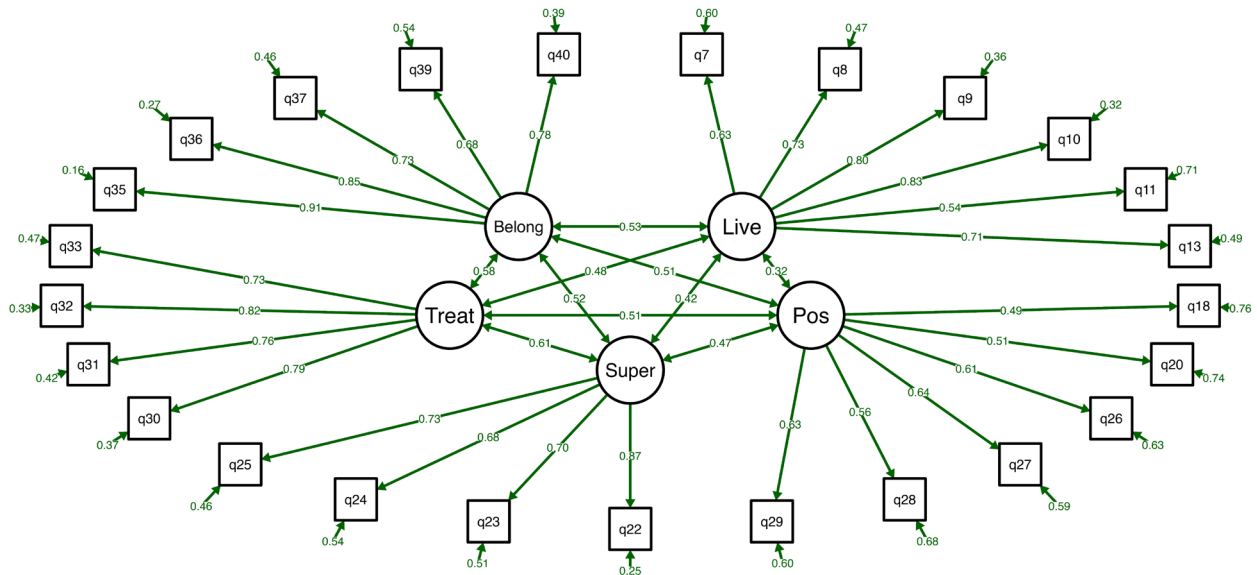 0.39
0.60
0.54
q40
q7
0.47
q39
q8
0.46
0.36
q37
q9
0.27
0.32
q36
q10
0.78
0.63
0.68
0.73
0.73
0.80
0.16
0.71
q35
0.85
0.83
q11
0.91
0.54
Belong
0.53
Live
0.71
0.47
q33
q13
0.49
0.58
0.48
0.51
0.32
0.73
0.52
0.42
0.33
q32
0.82
Treat
0.51
Pos
0.49
q18
0.76
0.76
0.61
0.47
0.51
q31
Super
q20
0.42
0.79
0.61
0.74
0.64
q30
0.73
0.63
0.56
q26
0.37
0.68
0.63
0.70
0.87
q25
q27
q24
q28
0.46
0.59
q23
q22
q29
0.54
0.68
0.51
0.25
0.60